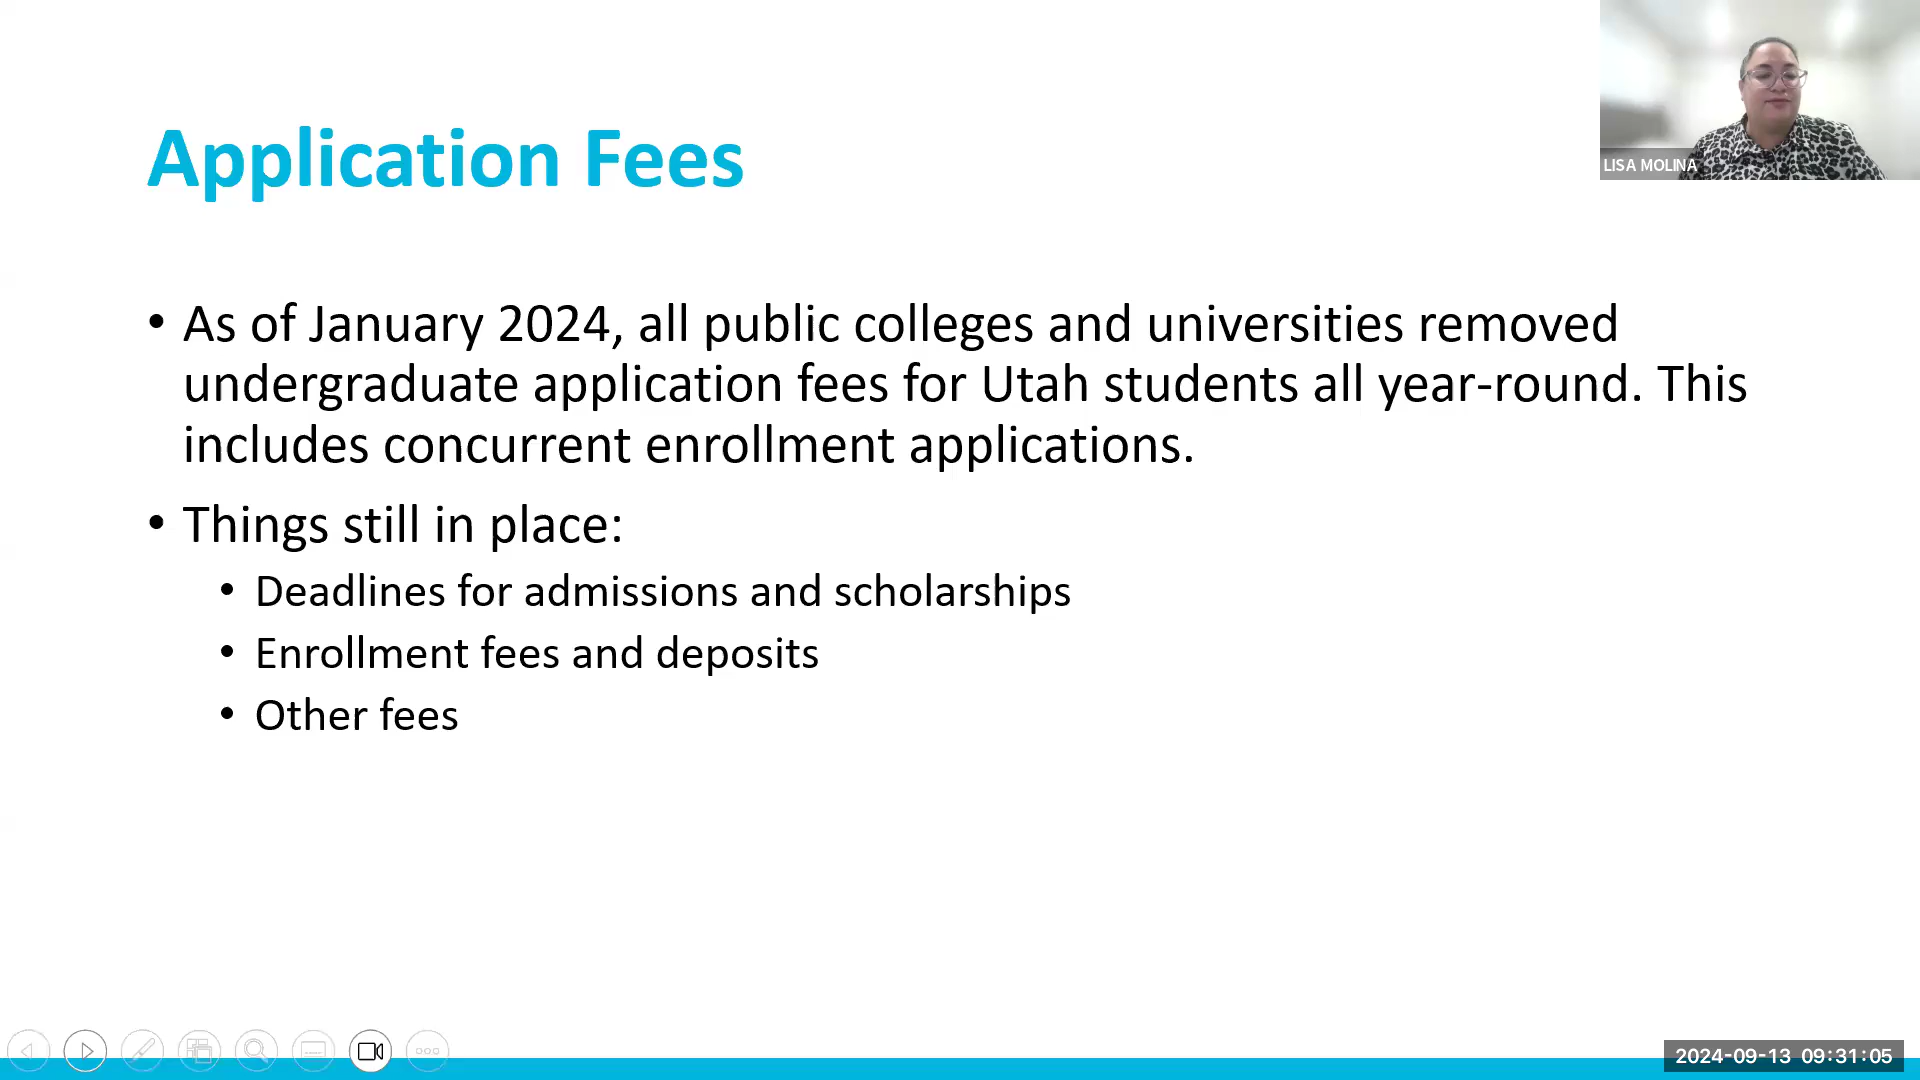 LISA MOLINA
Application Fees
• As of January 2024, all public colleges and universities removed
undergraduate application fees for Utah students all year-round. This
includes concurrent enrollment applications.
• Things still in place:
• Deadlines for admissions and scholarships
• Enrollment fees and deposits
• Other fees
2024-09-13 09:31:05